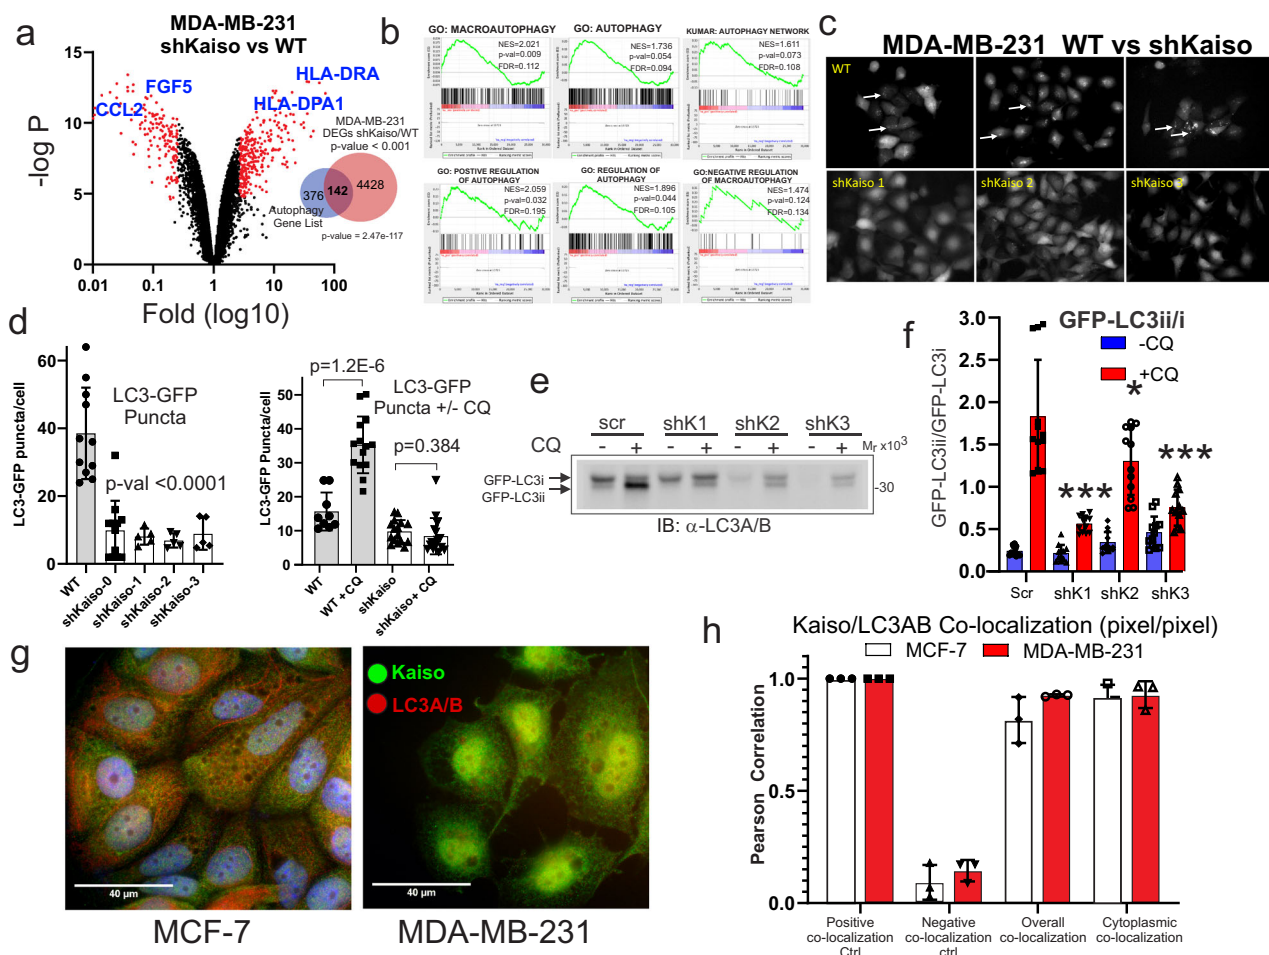 a
MDA-MB-231
shKaiso vs WT
-log P
15
10
5
0
0.01
0.1
1
10
100
Fold (log10)
CCL2
FGF5
HLA-DRA
HLA-DPA1
MDA-MB-231
DEGs shKaiso/WT
p-value < 0.001
376
142
4428
Autophagy
Gene List
p-value = 2.47e-117
b
GO: MACROAUTOPHAGY
NES=2.021
p-val=0.009
FDR=0.112
GO: AUTOPHAGY
NES=1.736
p-val=0.054
FDR=0.094
KUMAR: AUTOPHAGY NETWORK
NES=1.611
p-val=0.073
FDR=0.108
GO: POSTIVE REGULATION
OF AUTOPHAGY
NES=2.059
p-val=0.032
FDR=0.195
GO: REGULATION OF
AUTOPHAGY
NES=1.896
p-val=0.044
FDR=0.105
GO:NEGATIVE REGULATION
OF MACROAUTOPHAGY
NES=1.474
p-val=0.124
FDR=0.134
c
MDA-MB-231 WT vs shKaiso
WT
shKaiso 1
shKaiso 2
shKaiso 3
d
LC3-GFP puncta/cell
60
40
20
0
LC3-GFP
Puncta
p-val <0.0001
WT
shKaiso-0
shKaiso-1
shKaiso-2
shKaiso-3
LC3-GFP Puncta/cell
50
40
30
20
10
0
p=1.2E-6
LC3-GFP
Puncta +/- CQ
p=0.384
WT
WT +CQ
shKaiso
shKaiso+ CQ
e
scr
shK1
shK2
shK3
CQ
- + - + - + - +
Mr x10³
GFP-LC3i
GFP-LC3ii
-30
IB: α-LC3A/B
f
GFP-LC3ii/i
-CQ
+CQ
GFP-LC3ii/GFP-LC3i
3.0
2.5
2.0
1.5
1.0
0.5
0.0
***
*
***
Scr
shK1
shK2
shK3
g
40 µm
MCF-7
Kaiso
LC3A/B
40 µm
MDA-MB-231
h
Kaiso/LC3AB Co-localization (pixel/pixel)
MCF-7
MDA-MB-231
Pearson Correlation
1.0
0.5
0.0
Positive
co-localization
Ctrl
Negative
co-localization
ctrl
Overall
co-localization
Cytoplasmic
co-localization